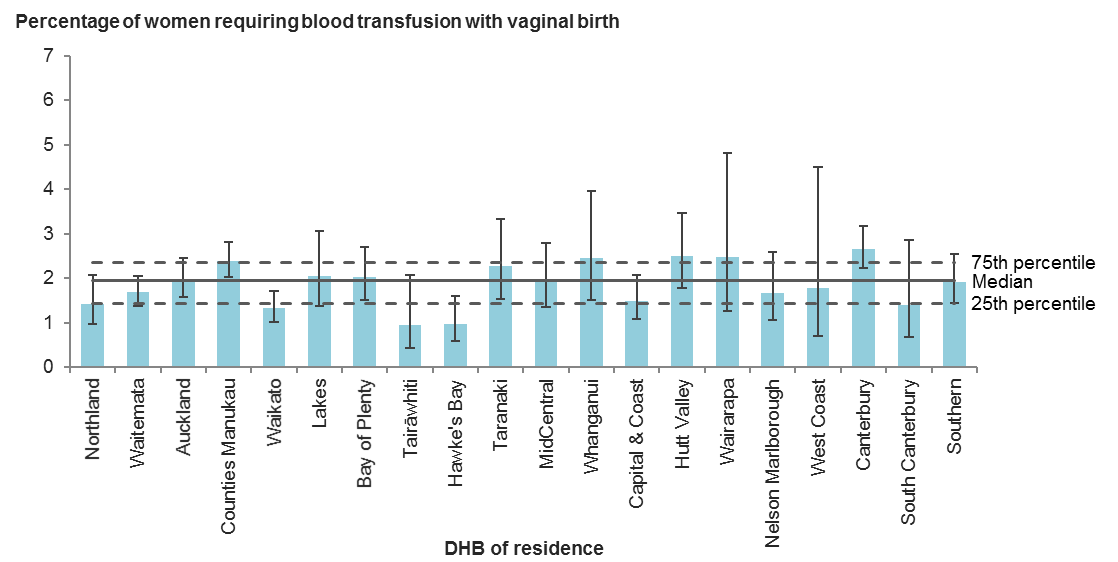 Percentage of women requiring blood transfusion with vaginal birth
7
6
5
4
3
2
1
0
75th percentile
Median
25th percentile
Northland
Waitemata
Auckland
Counties Manukau
Waikato
Lakes
Bay of Plenty
Tairāwhiti
Hawke's Bay
Taranaki
MidCentral
Whanganui
Capital & Coast
Hutt Valley
Wairarapa
Nelson Marlborough
West Coast
Canterbury
South Canterbury
Southern
DHB of residence